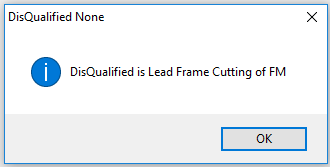 DisQualified None
DisQualified is Lead Frame Cutting of FM
OK